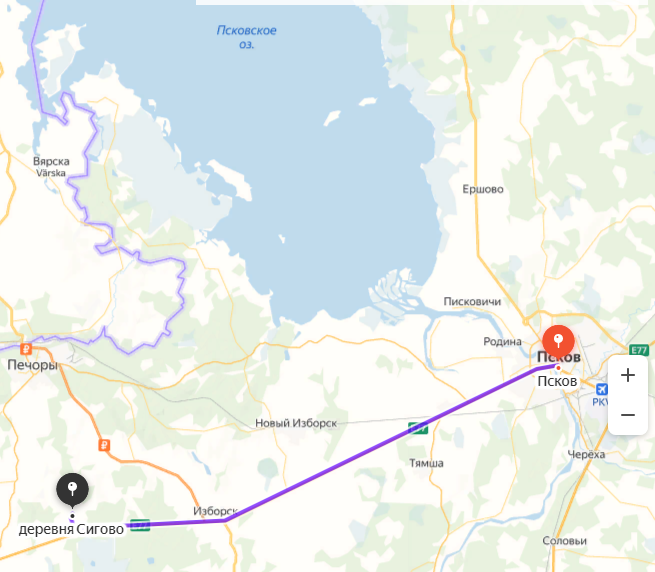 Псковское
оз.
Вярска
Värska
Ершово
Писковичи
Родина
E77
Псков
Псков
Печоры
PKV
Новый Изборск
Тямша
Черёха
Изборск
деревня Сигово
Соловьи